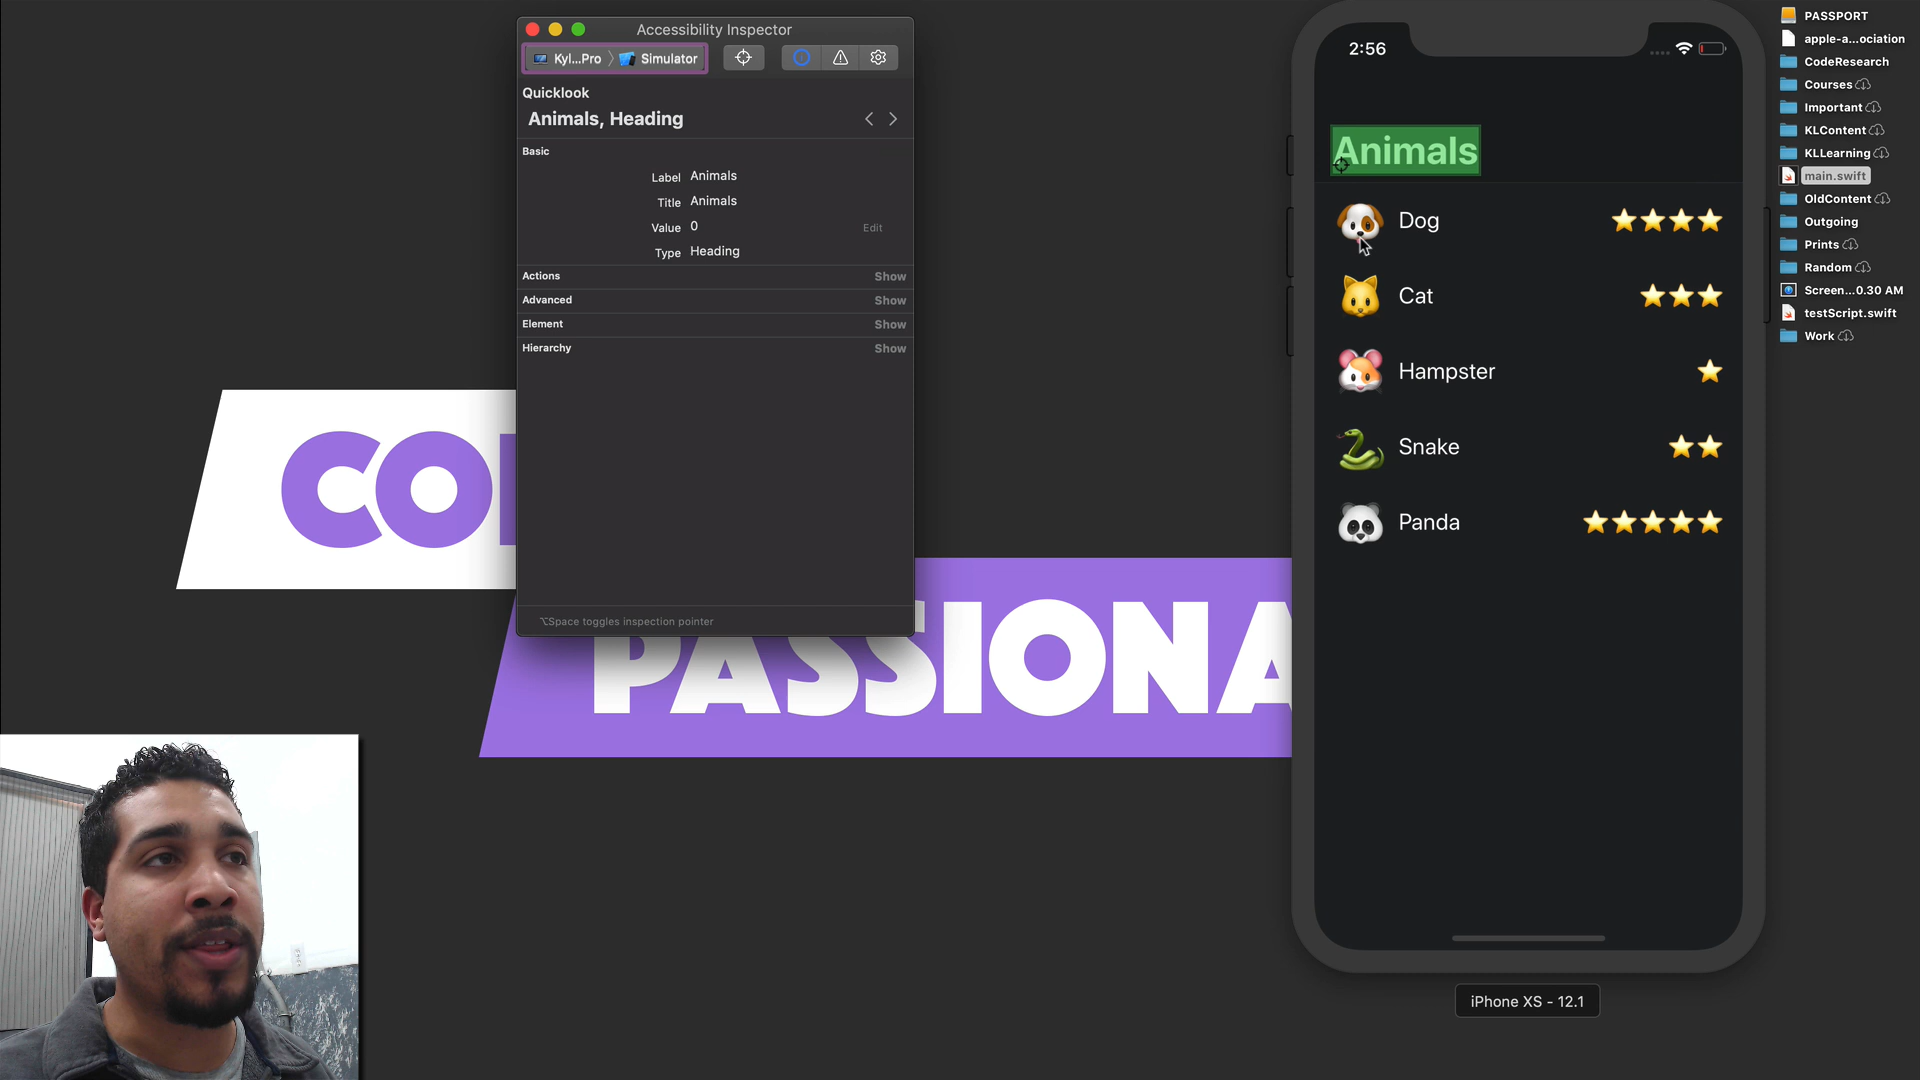 Accessibility Inspector
Kyl...Pro
Simulator
Quicklook
Animals, Heading
Basic
Label Animals
Title Animals
Value 0 Edit
Type Heading
Actions Show
Advanced Show
Element Show
Hierarchy Show
⌥Space toggles inspection pointer
CO
PASSIONA
2:56
Animals
Dog ⭐⭐⭐⭐
Cat ⭐⭐⭐
Hampster ⭐
Snake ⭐⭐
Panda ⭐⭐⭐⭐⭐
iPhone XS - 12.1
PASSPORT
apple-a...ociation
CodeResearch
Courses
Important
KLContent
KLLearning
main.swift
OldContent
Outgoing
Prints
Random
Screen...0.30 AM
testScript.swift
Work